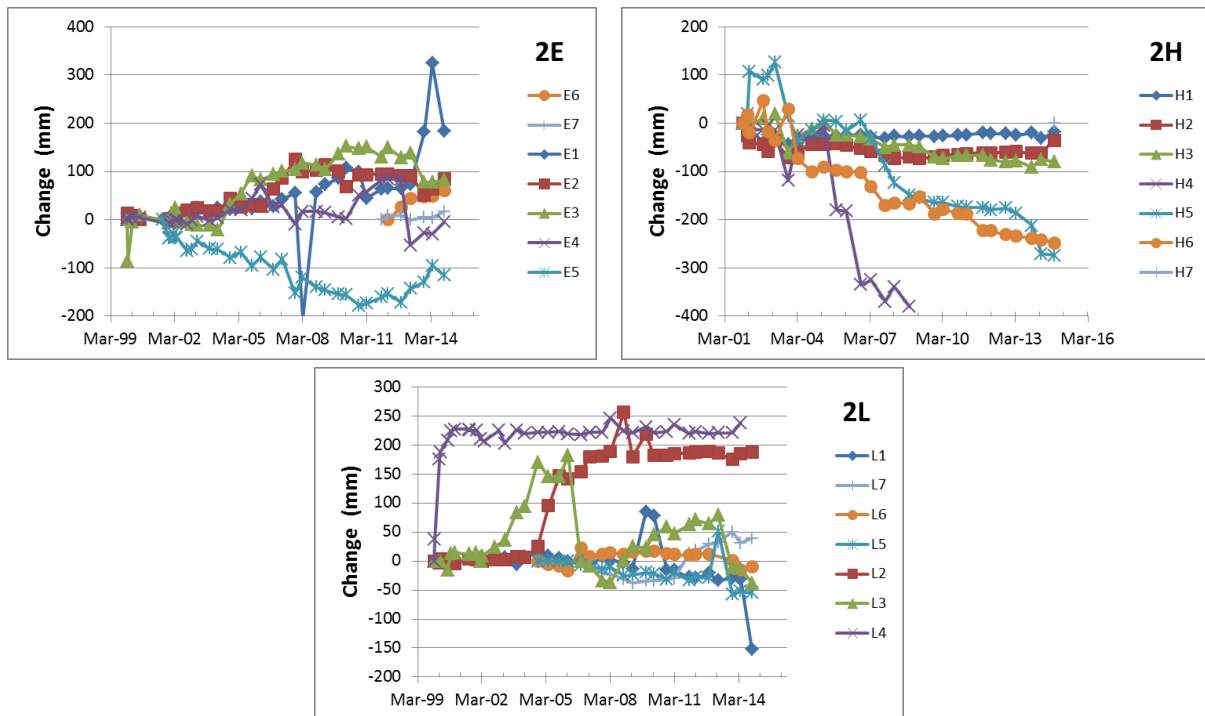 2E
Change (mm)
400
300
200
100
0
-100
-200
Mar-99 Mar-02 Mar-05 Mar-08 Mar-11 Mar-14
E6
E7
E1
E2
E3
E4
E5
2H
Change (mm)
200
100
0
-100
-200
-300
-400
Mar-01 Mar-04 Mar-07 Mar-10 Mar-13 Mar-16
H1
H2
H3
H4
H5
H6
H7
2L
Change (mm)
300
250
200
150
100
50
0
-50
-100
-150
-200
Mar-99 Mar-02 Mar-05 Mar-08 Mar-11 Mar-14
L1
L7
L6
L5
L2
L3
L4